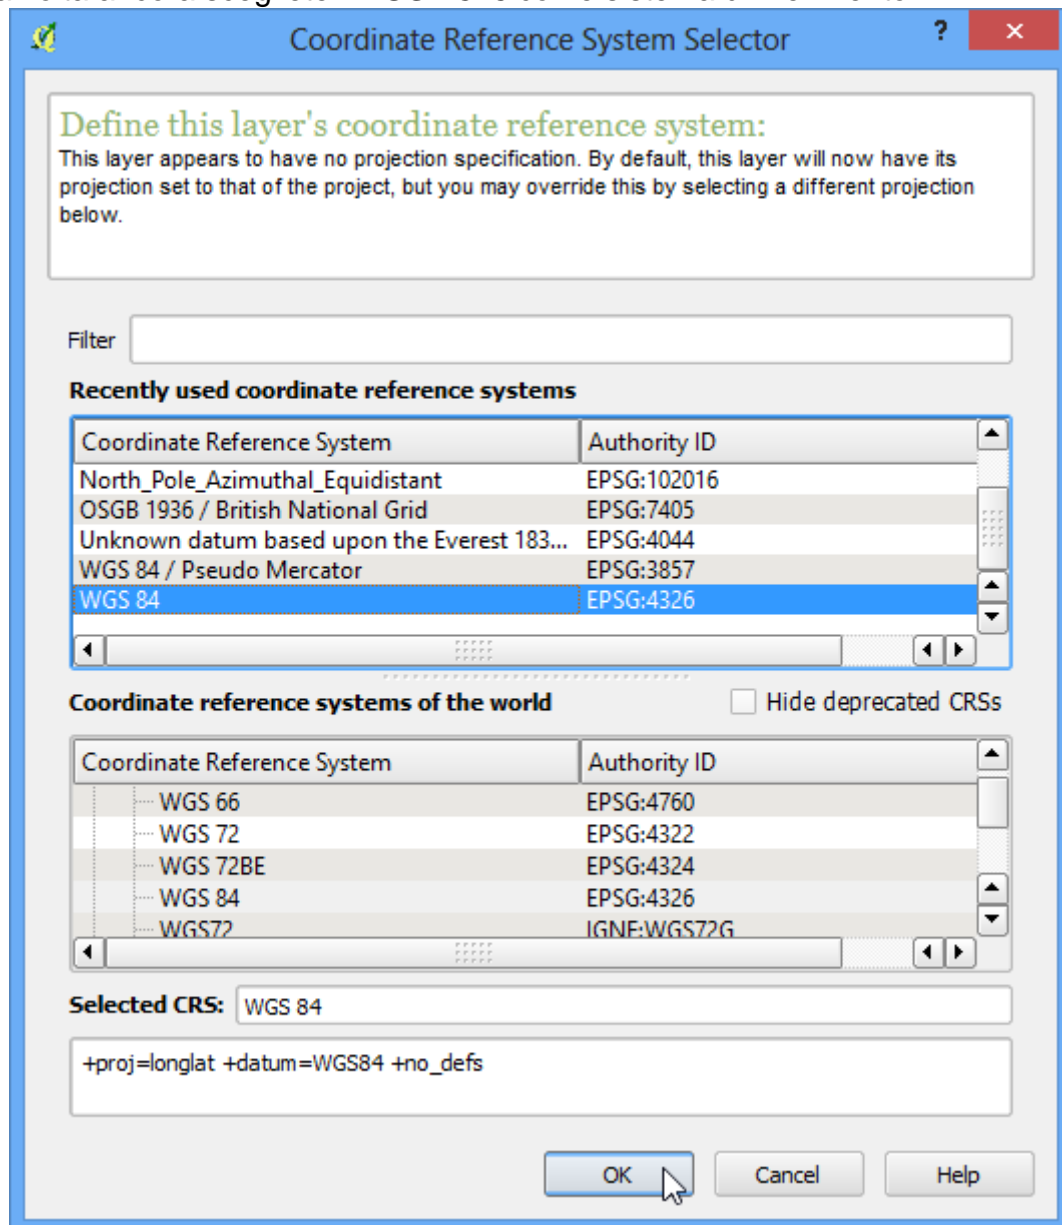 Coordinate Reference System Selector
?
×
Define this layer's coordinate reference system:
This layer appears to have no projection specification. By default, this layer will now have its
projection set to that of the project, but you may override this by selecting a different projection
below.
Filter
Recently used coordinate reference systems
Coordinate Reference System Authority ID
North_Pole_Azimuthal_Equidistant EPSG:102016
OSGB 1936 / British National Grid EPSG:7405
Unknown datum based upon the Everest 183... EPSG:4044
WGS 84 / Pseudo Mercator EPSG:3857
WGS 84 EPSG:4326
Coordinate reference systems of the world Hide deprecated CRSs
Coordinate Reference System Authority ID
WGS 66 EPSG:4760
WGS 72 EPSG:4322
WGS 72BE EPSG:4324
WGS 84 EPSG:4326
WGS72 IGNF:WGS72G
Selected CRS: WGS 84
+proj=longlat +datum=WGS84 +no_defs
OK Cancel Help